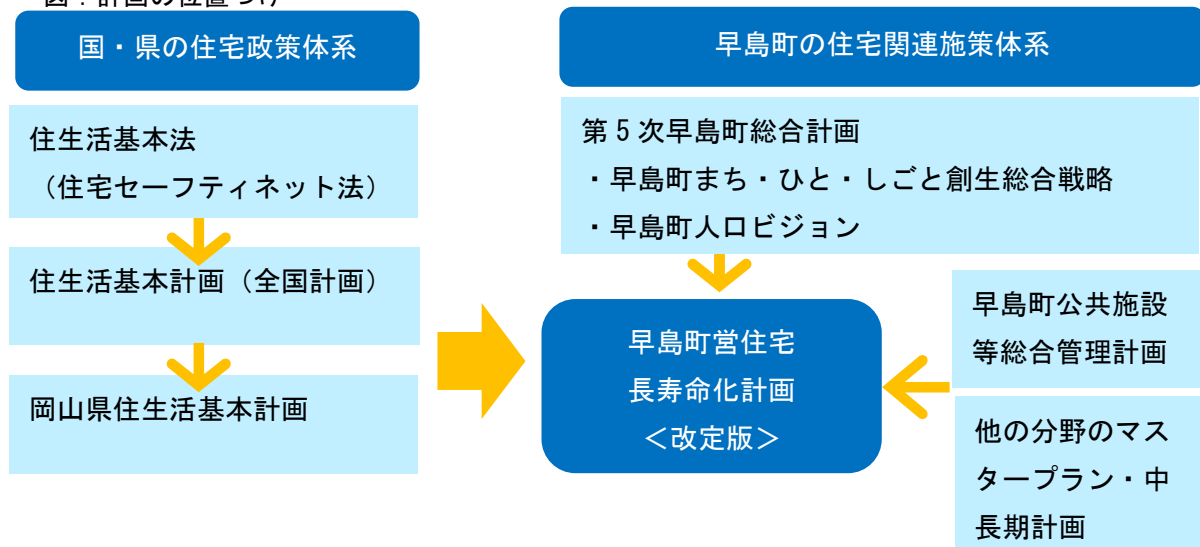 国・県の住宅政策体系
住生活基本法
（住宅セーフティネット法）
住生活基本計画（全国計画）
岡山県住生活基本計画
早島町の住宅関連施策体系
第5次早島町総合計画
・早島町まち・ひと・しごと創生総合戦略
・早島町人口ビジョン
早島町営住宅
長寿命化計画
＜改定版＞
早島町公共施設
等総合管理計画
他の分野のマス
タープラン・中
長期計画